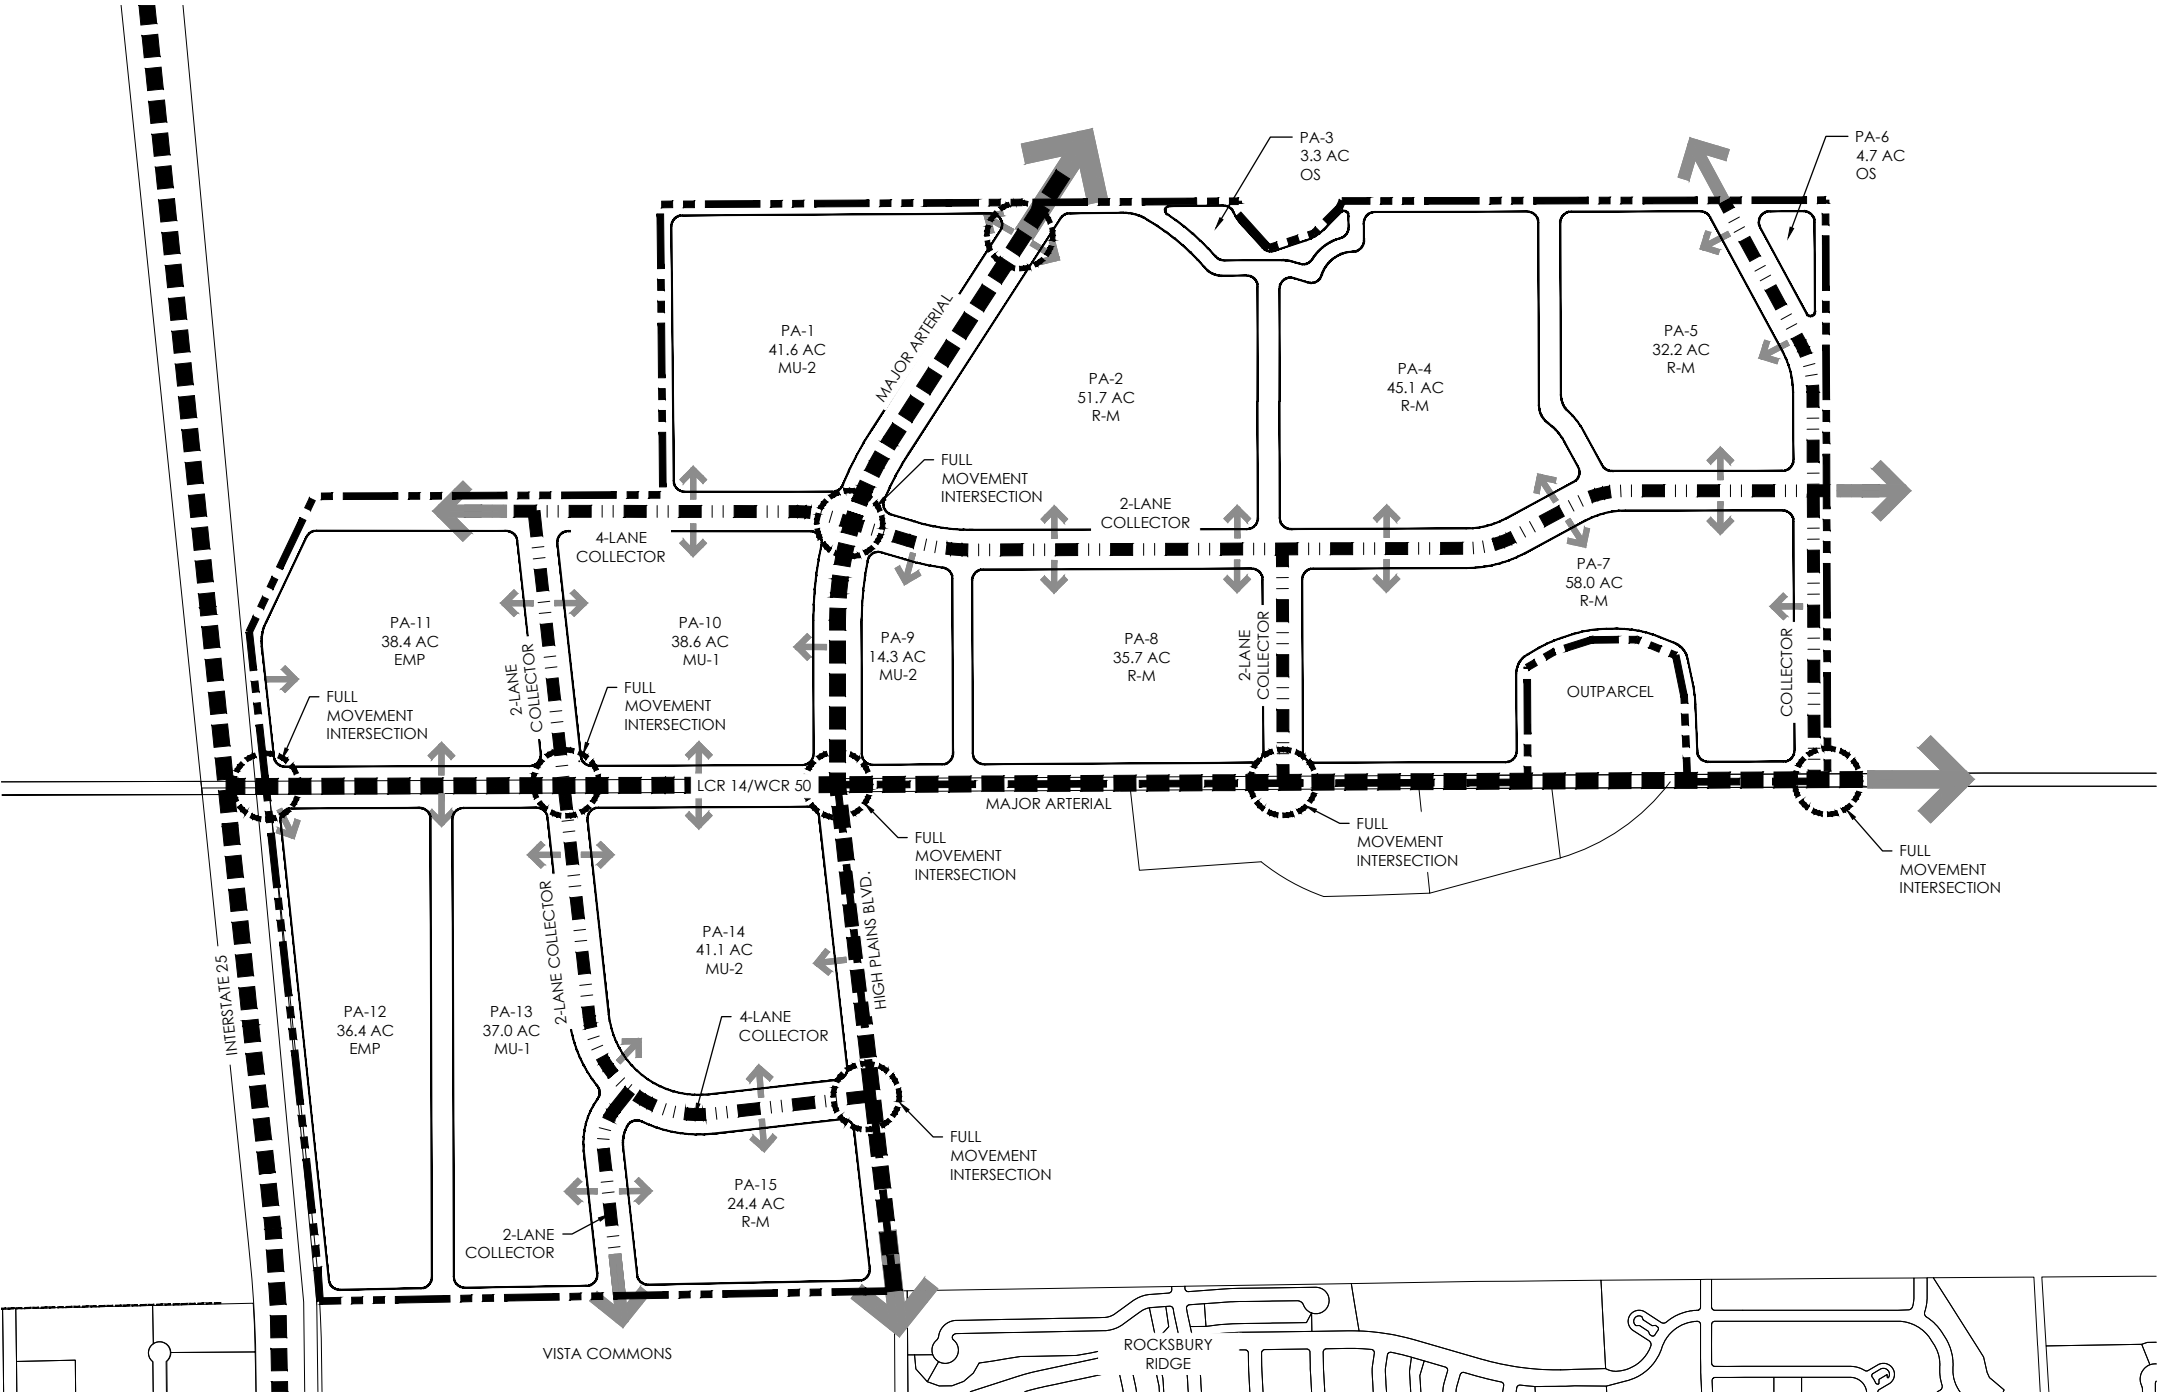 PA-3
3.3 AC
OS
PA-6
4.7 AC
OS
PA-1
41.6 AC
MU-2
MAJOR ARTERIAL
PA-2
51.7 AC
R-M
PA-4
45.1 AC
R-M
PA-5
32.2 AC
R-M
FULL
MOVEMENT
INTERSECTION
2-LANE
COLLECTOR
4-LANE
COLLECTOR
PA-7
58.0 AC
R-M
PA-11
38.4 AC
EMP
2-LANE
COLLECTOR
PA-10
38.6 AC
MU-1
PA-9
14.3 AC
MU-2
PA-8
35.7 AC
R-M
2-LANE
COLLECTOR
OUTPARCEL
COLLECTOR
FULL
MOVEMENT
INTERSECTION
FULL
MOVEMENT
INTERSECTION
LCR 14/WCR 50
MAJOR ARTERIAL
FULL
MOVEMENT
INTERSECTION
FULL
MOVEMENT
INTERSECTION
FULL
MOVEMENT
INTERSECTION
INTERSTATE 25
2-LANE COLLECTOR
PA-14
41.1 AC
MU-2
HIGH PLAINS BLVD.
PA-12
36.4 AC
EMP
PA-13
37.0 AC
MU-1
4-LANE
COLLECTOR
FULL
MOVEMENT
INTERSECTION
PA-15
24.4 AC
R-M
2-LANE
COLLECTOR
VISTA COMMONS
ROCKSBURY
RIDGE